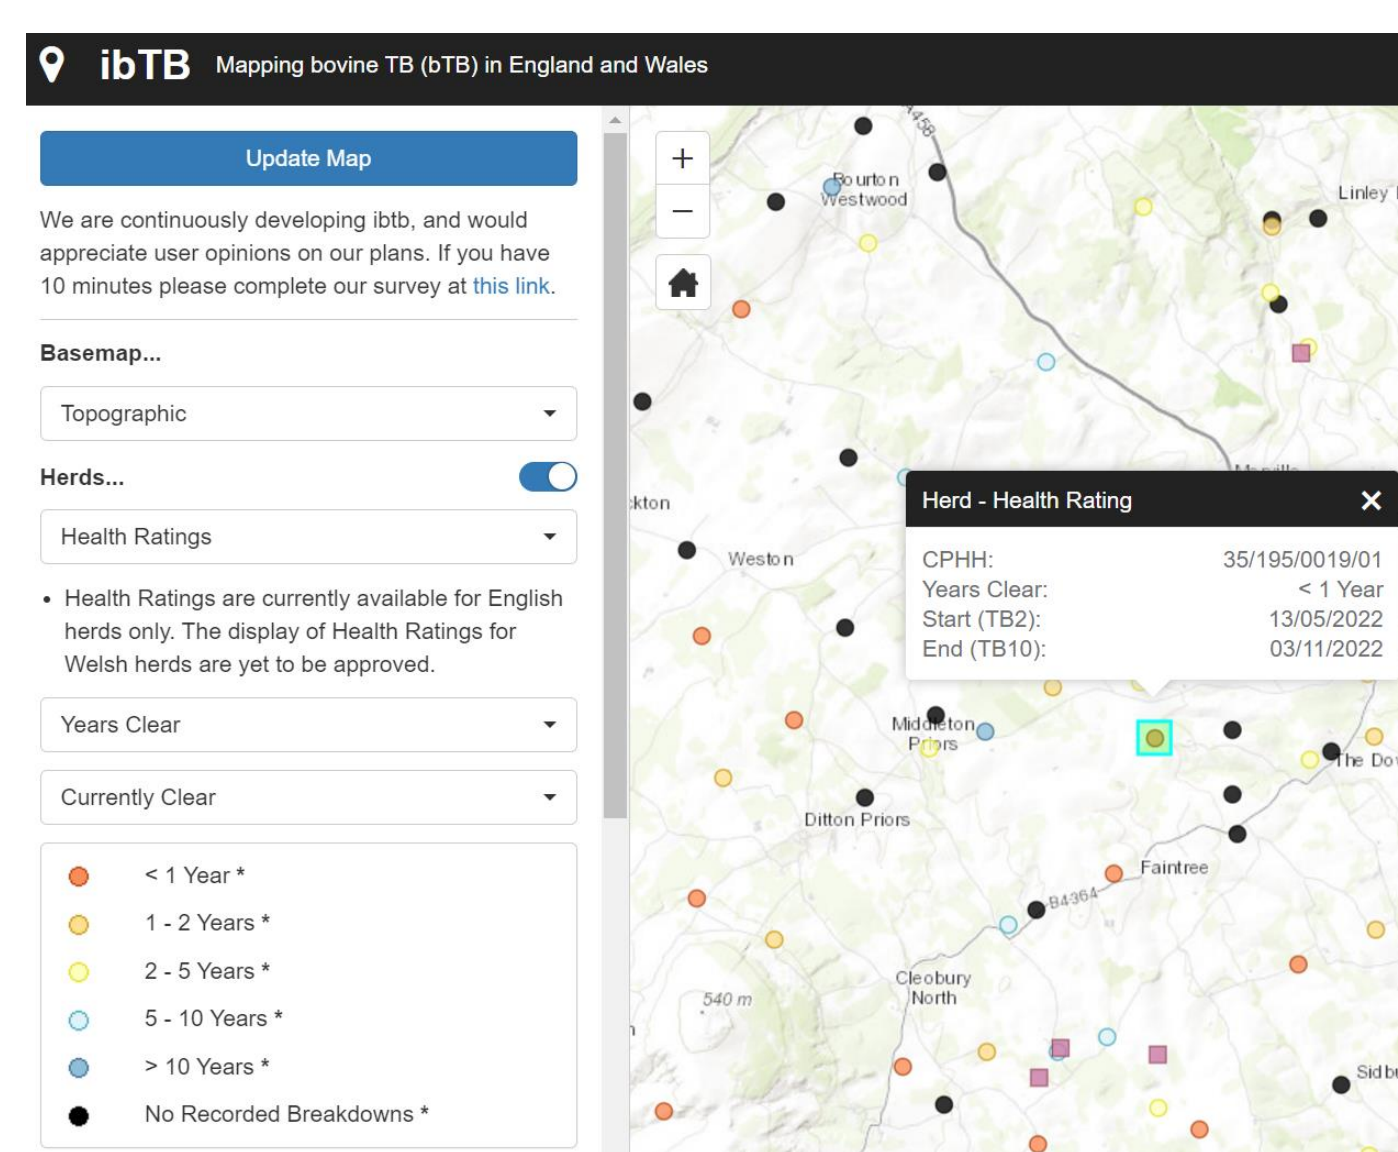 ibTB Mapping bovine TB (bTB) in England and Wales
Update Map
We are continuously developing ibtb, and would
appreciate user opinions on our plans. If you have
10 minutes please complete our survey at this link.
Basemap...
Topographic
Herds...
Health Ratings
• Health Ratings are currently available for English
herds only. The display of Health Ratings for
Welsh herds are yet to be approved.
Years Clear
Currently Clear
< 1 Year *
1 - 2 Years *
2 - 5 Years *
5 - 10 Years *
> 10 Years *
No Recorded Breakdowns *
+
−
A458
Bourton
Westwood
Linley
kton
Weston
Herd - Health Rating
CPHH: 35/195/0019/01
Years Clear: < 1 Year
Start (TB2): 13/05/2022
End (TB10): 03/11/2022
Middleton
Priors
The Do
Ditton Priors
Faintree
B4364
Cleobury
North
540 m
Sidb